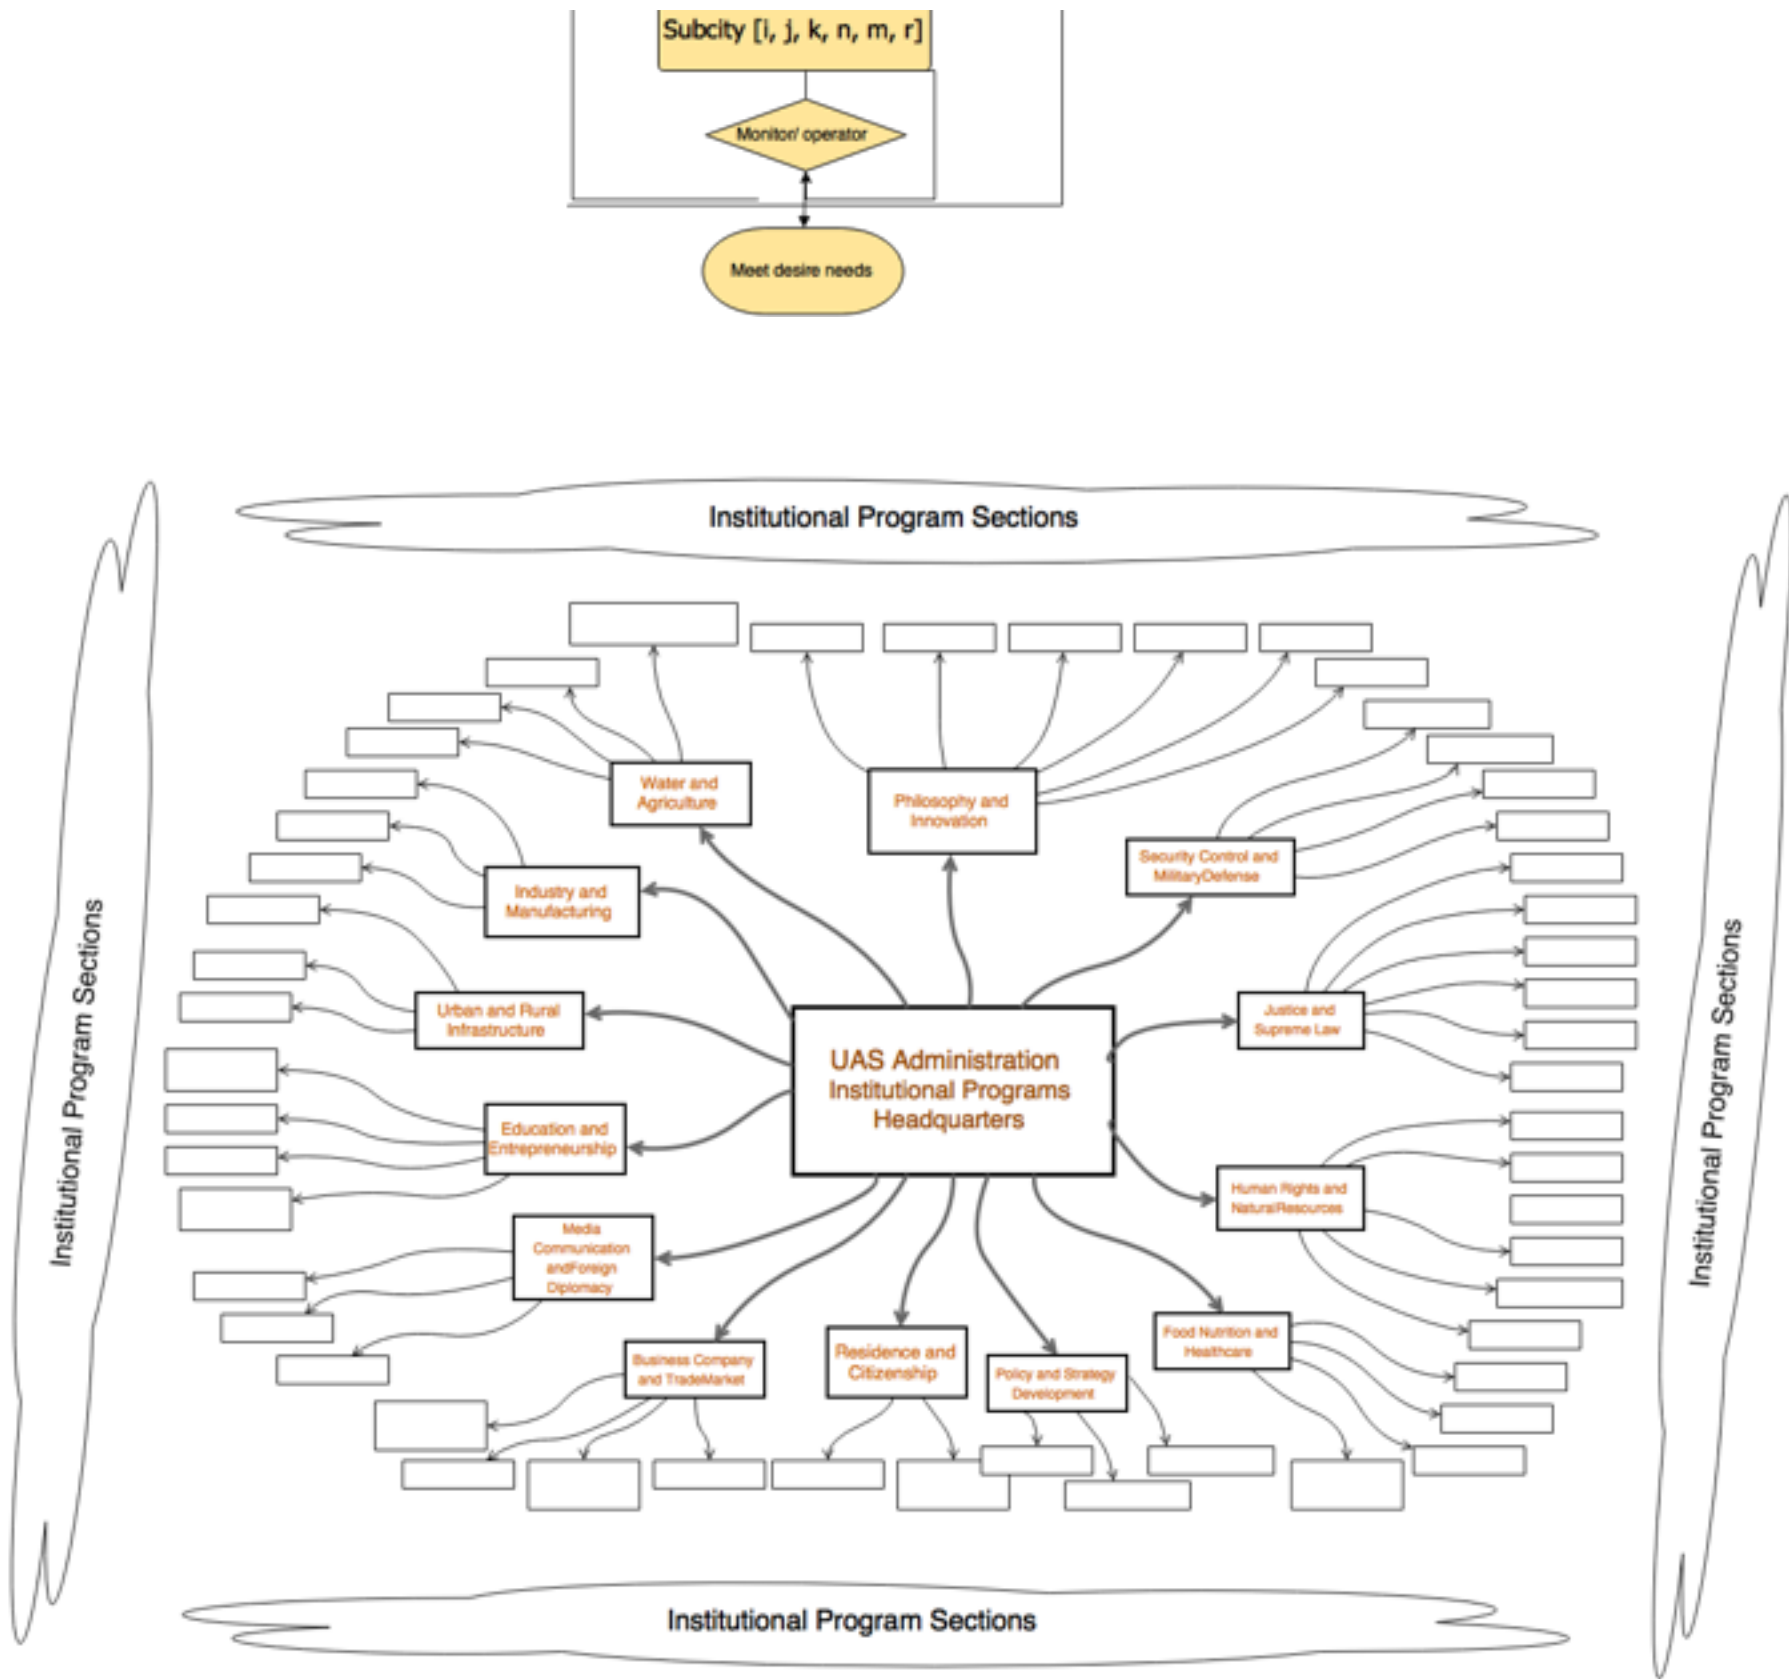 Subcity [i, j, k, n, m, r]
Monitor/ operator
Meet desire needs
Institutional Program Sections
Institutional Program Sections
Institutional Program Sections
Water and
Agriculture
Philosophy and
Innovation
Security Control and
MilitaryDefense
Industry and
Manufacturing
Urban and Rural
Infrastructure
Justice and
Supreme Law
UAS Administration
Institutional Programs
Headquarters
Education and
Entrepreneurship
Human Rights and
NaturalResources
Media
Communication
andForeign
Diplomacy
Business Company
and TradeMarket
Residence and
Citizenship
Policy and Strategy
Development
Food Nutrition and
Healthcare
Institutional Program Sections